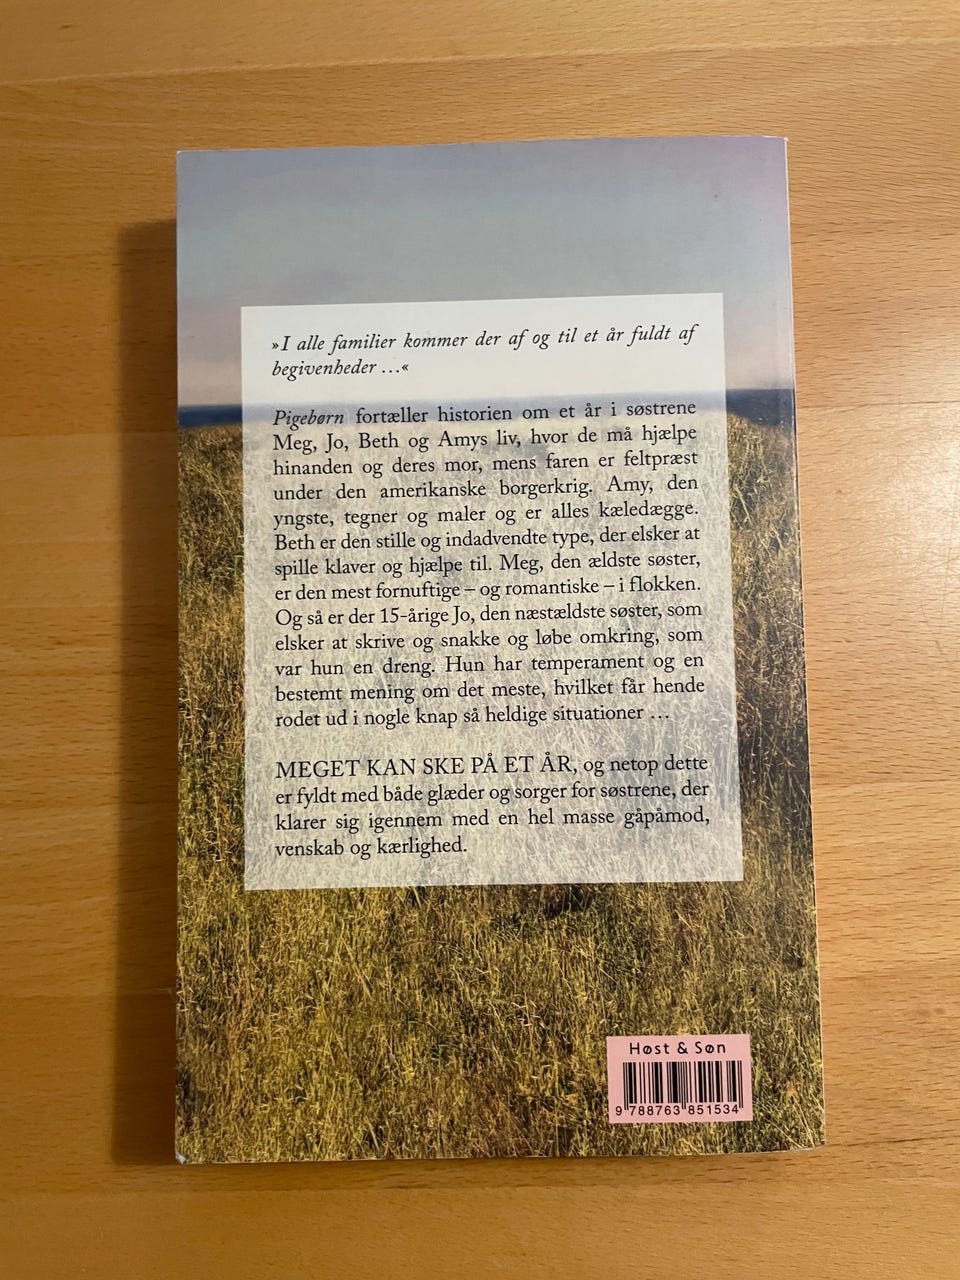 »I alle familier kommer der af og til et år fuldt af
begivenheder …«
Pigebørn fortæller historien om et år i søstrene
Meg, Jo, Beth og Amys liv, hvor de må hjælpe
hinanden og deres mor, mens faren er feltpræst
under den amerikanske borgerkrig. Amy, den
yngste, tegner og maler og er alles kæledægge.
Beth er den stille og indadvendte type, der elsker at
spille klaver og hjælpe til. Meg, den ældste søster,
er den mest fornuftige – og romantiske – i flokken.
Og så er der 15-årige Jo, den næstældste søster, som
elsker at skrive og snakke og løbe omkring, som
var hun en dreng. Hun har temperament og en
bestemt mening om det meste, hvilket får hende
rodet ud i nogle knap så heldige situationer …
MEGET KAN SKE PÅ ET ÅR, og netop dette
er fyldt med både glæder og sorger for søstrene, der
klarer sig igennem med en hel masse gåpåmod,
venskab og kærlighed.
Høst & Søn
9 788763 851534